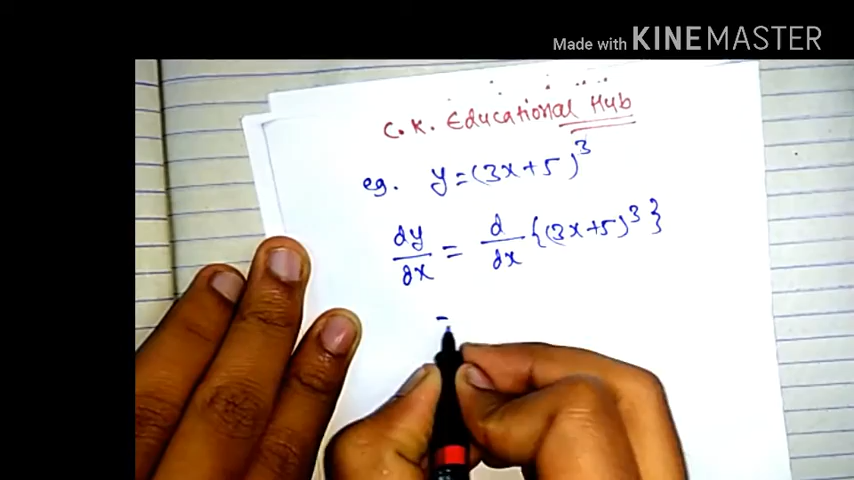 Made with KINEMASTER
C. K. Educational Hub
eg. y=(3x+5)³
dy/dx = d/dx {(3x+5)³}
=